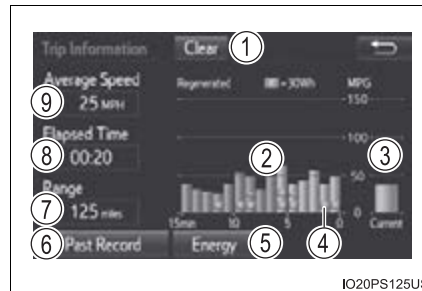 Trip Information
Clear
1
Average Speed
Regenerated
= 30Wh
MPG
9
25 MPH
150
Elapsed Time
100
8
00:20
2
3
Range
50
7
125 miles
0
15min
10
5
0
Current
6
Past Record
Energy
5
4
IO20PS125US